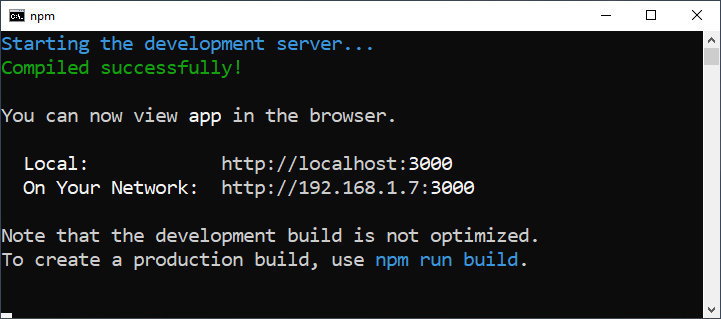 npm
Starting the development server...
Compiled successfully!
You can now view app in the browser.
Local: http://localhost:3000
On Your Network: http://192.168.1.7:3000
Note that the development build is not optimized.
To create a production build, use npm run build.